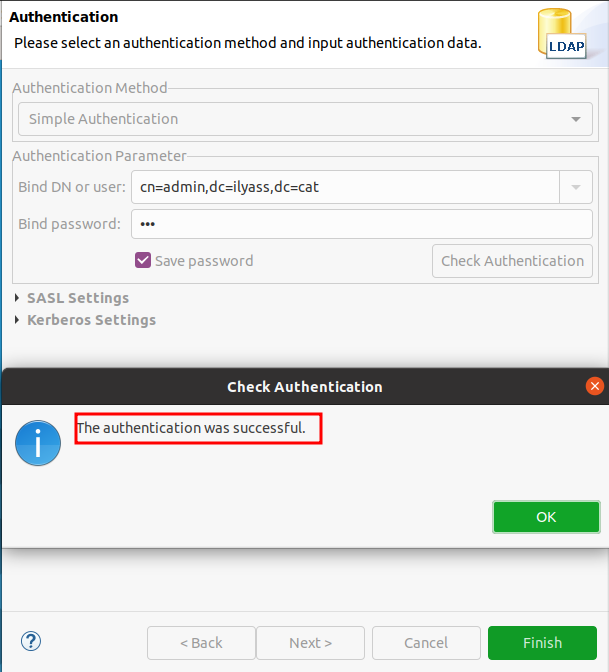 Authentication
Please select an authentication method and input authentication data.
LDAP
Authentication Method
Simple Authentication
Authentication Parameter
Bind DN or user: cn=admin,dc=ilyass,dc=cat
Bind password: •••
Save password
Check Authentication
SASL Settings
Kerberos Settings
Check Authentication
The authentication was successful.
OK
< Back
Next >
Cancel
Finish